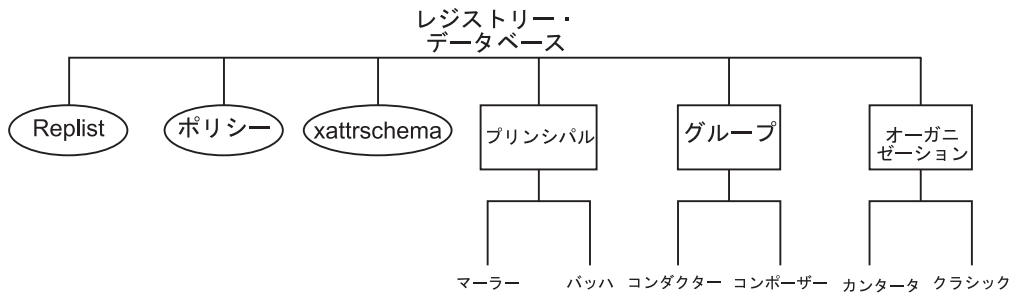 レジストリー・
データベース
Replist
ポリシー
xattrschema
プリンシパル
グループ
オーガニ
ゼーション
マーラー
バッハ
コンダクター
コンポーザー
カンタータ
クラシック